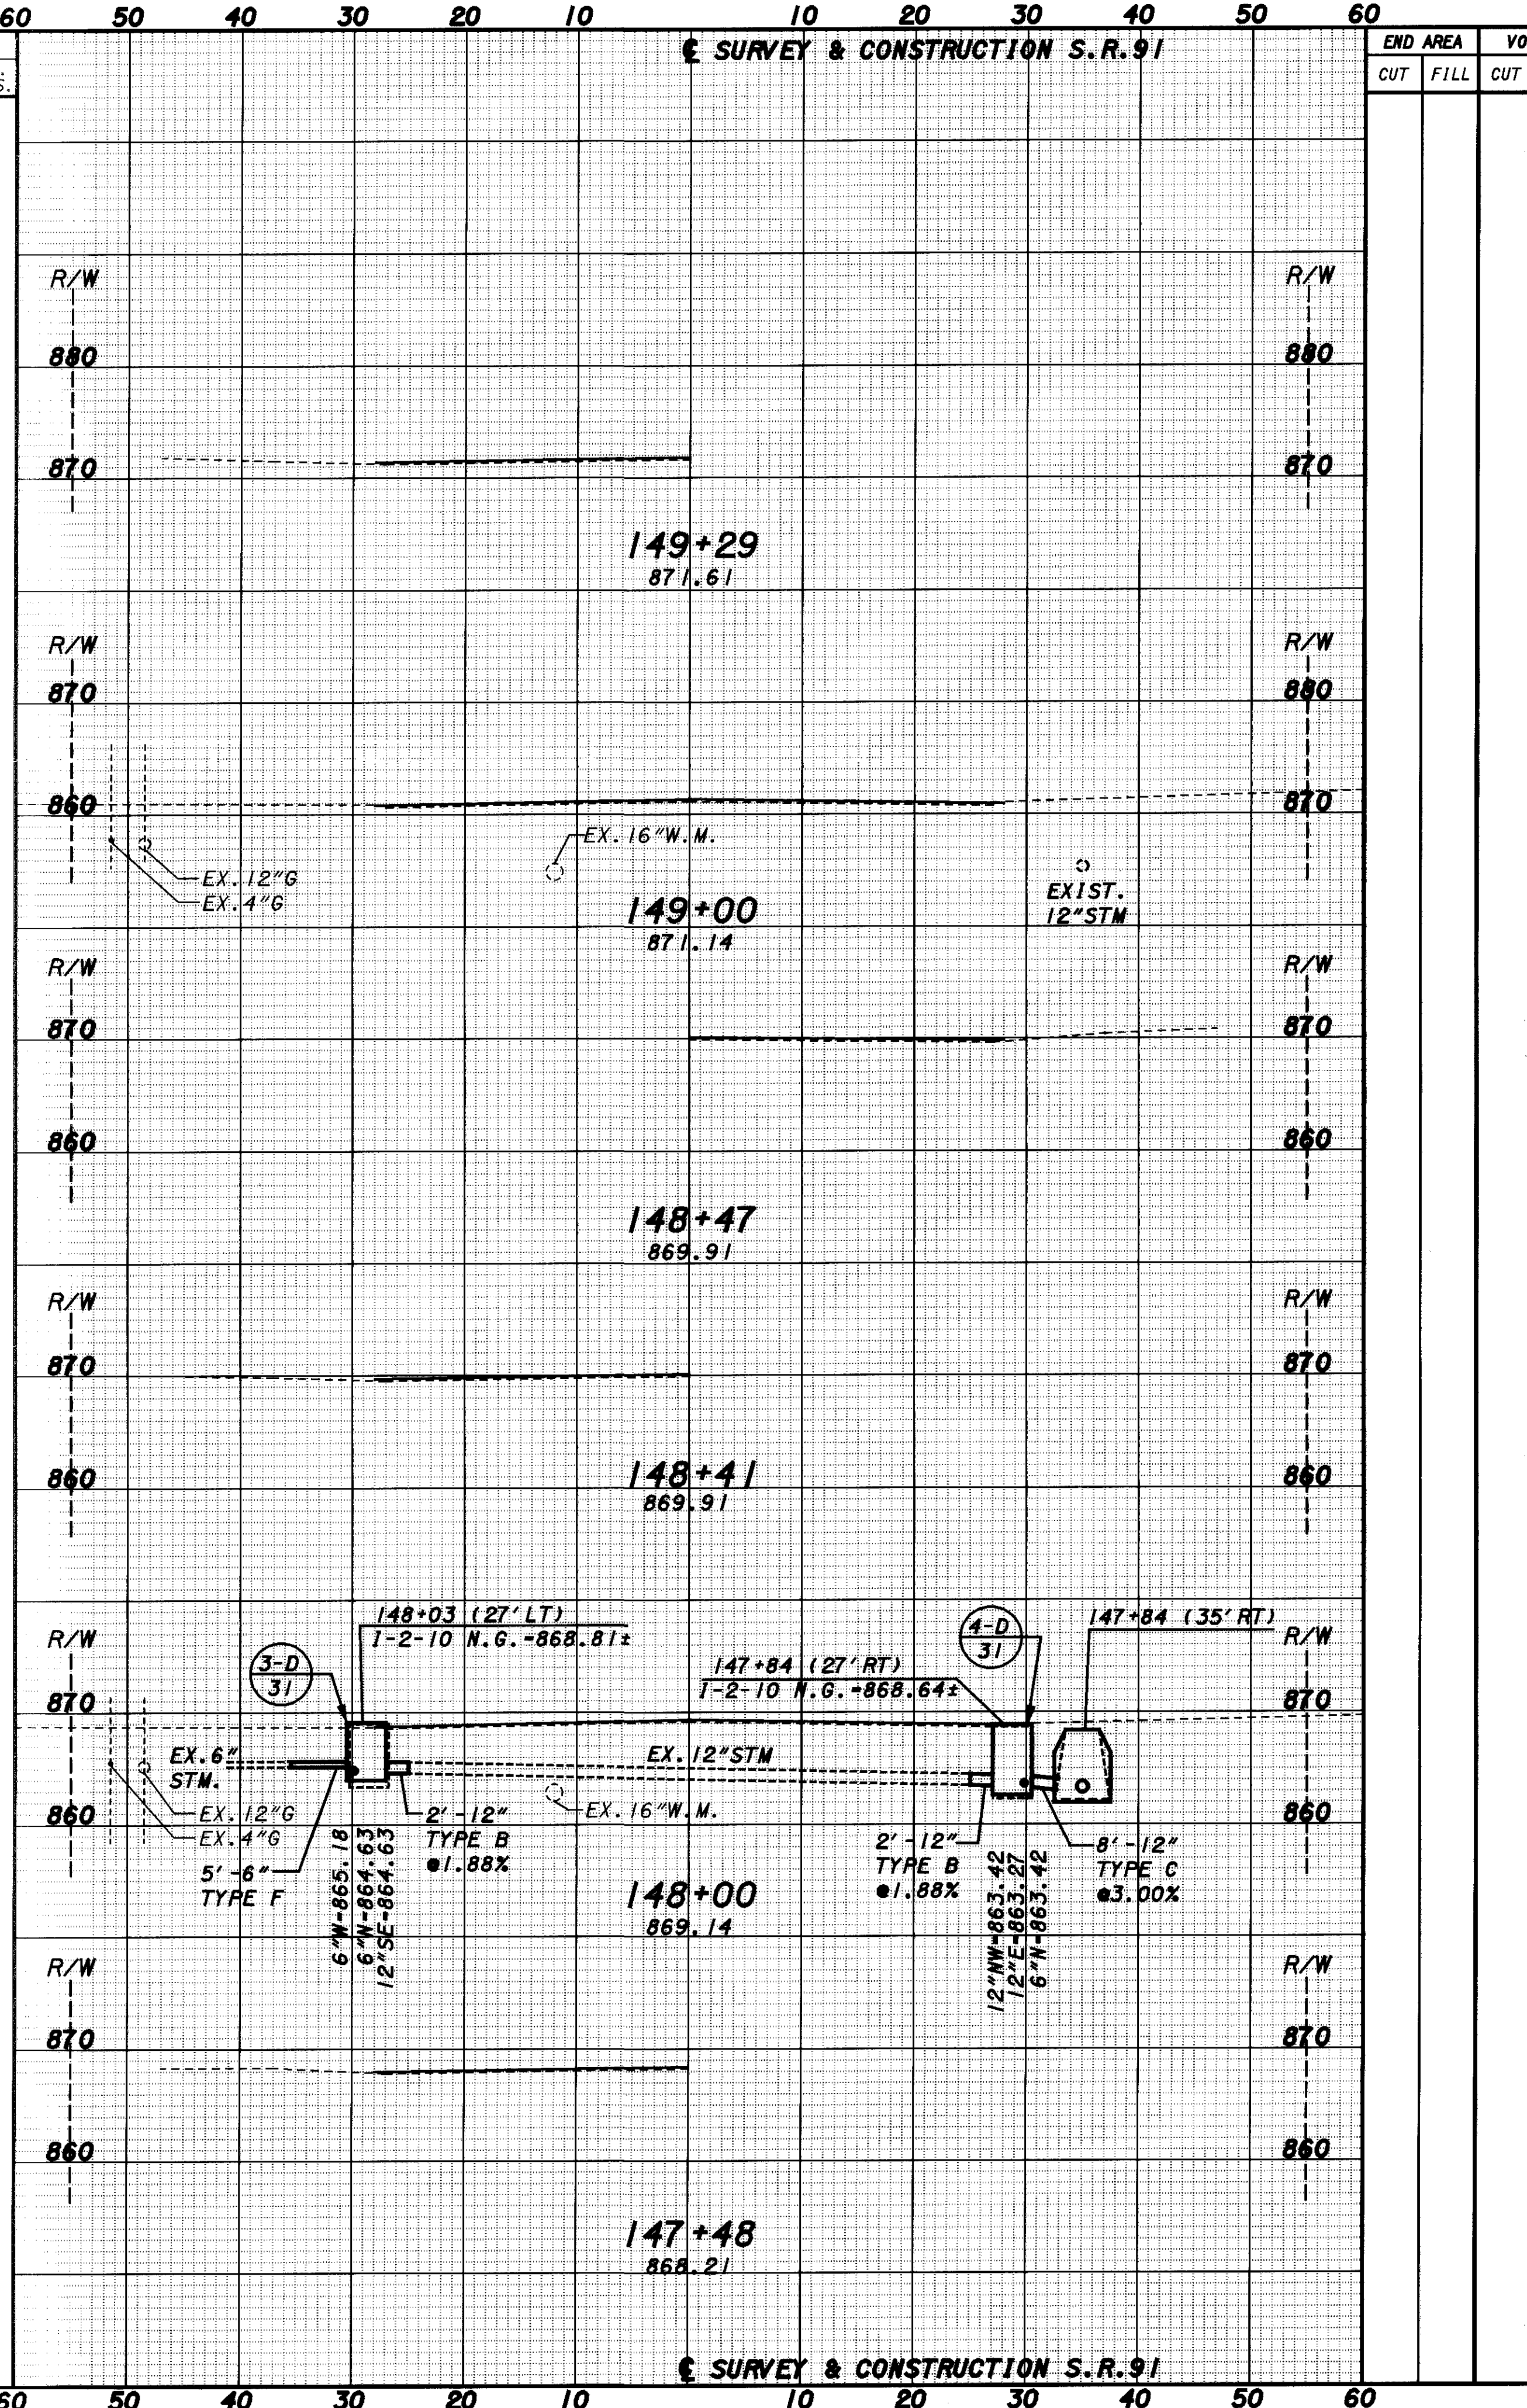 60 50 40 30 20 10 10 20 30 40 50 60
℄ SURVEY & CONSTRUCTION S.R.91
END AREA VO
CUT FILL CUT
S.
R/W R/W
880 880
870 870
149+29
871.61
R/W R/W
870 880
860 870
EX.16"W.M.
EX.12"G
EX.4"G
EXIST.
12"STM
149+00
871.14
R/W R/W
870 870
860 860
148+47
869.91
R/W R/W
870 870
860 860
148+41
869.91
148+03 (27'LT)
I-2-10 N.G.=868.81±
3-D
31
4-D
31
147+84 (35'RT)
R/W R/W
147+84 (27'RT)
I-2-10 N.G.=868.64±
870 870
EX.6"
STM.
EX.12"STM
EX.12"G
EX.4"G
EX.16"W.M.
860 860
5'-6"
TYPE F
6"W=865.18
6"N=864.63
12"SE=864.63
2'-12"
TYPE B
@1.88%
2'-12"
TYPE B
@1.88%
12"NW=863.42
12"E=863.27
6"N=863.42
8'-12"
TYPE C
@3.00%
148+00
869.14
R/W R/W
870 870
860 860
147+48
868.21
℄ SURVEY & CONSTRUCTION S.R.91
60 50 40 30 20 10 10 20 30 40 50 60